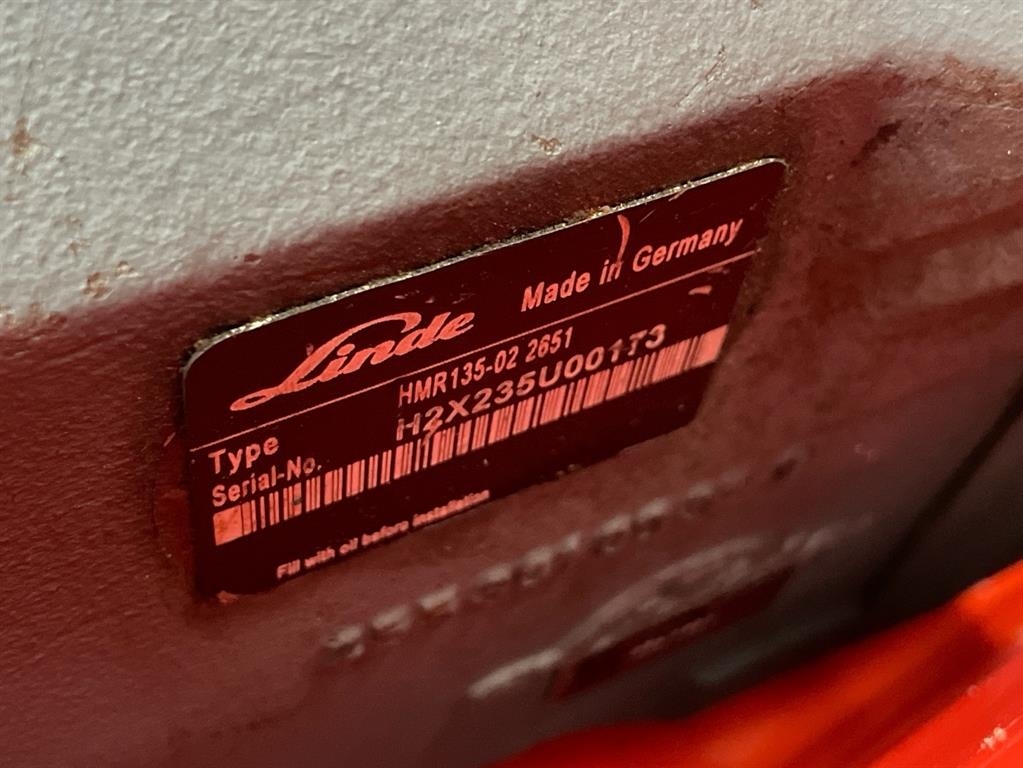 Linde Made in Germany
Type HMR135-02 2651
Serial-No. H2X235U00173
Fill with oil before installation